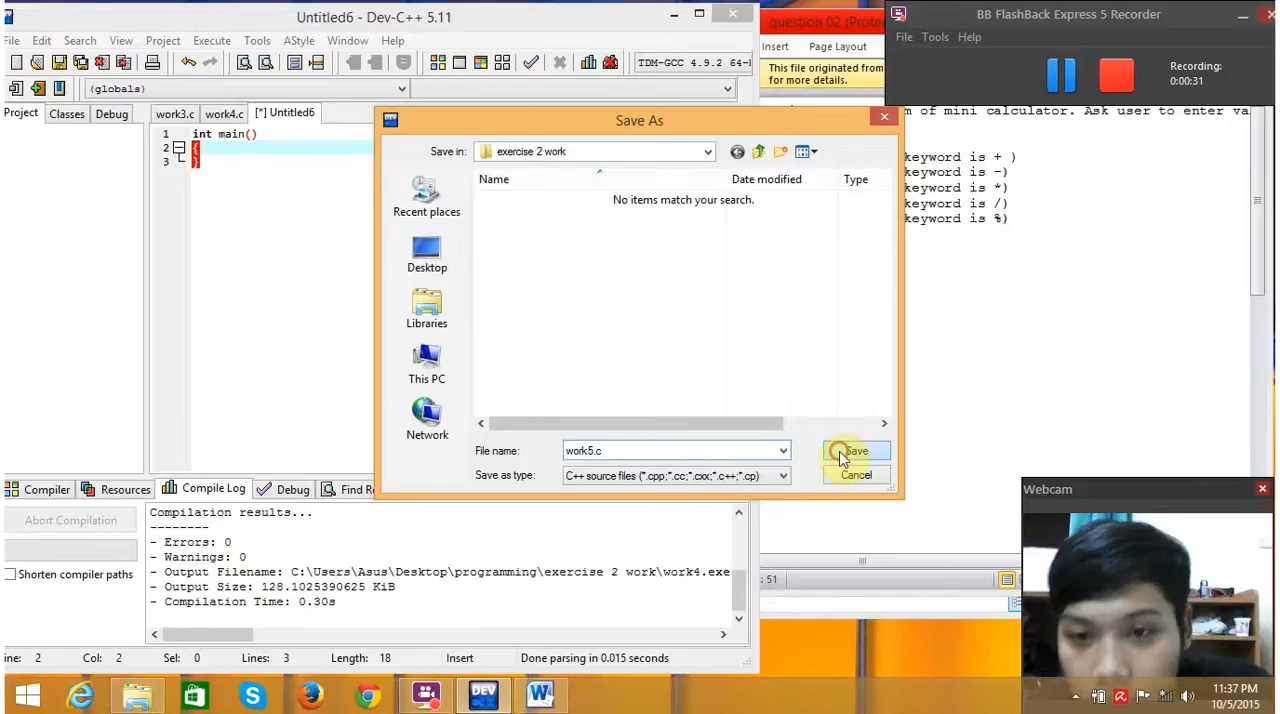 Untitled6 - Dev-C++ 5.11
File Edit Search View Project Execute Tools AStyle Window Help
TDM-GCC 4.9.2 64-
(globals)
Project Classes Debug
work3.c work4.c [*] Untitled6
1 int main()
2 {
3 }
question 02 (Protec
Insert Page Layout
This file originated from
for more details.
BB FlashBack Express 5 Recorder
File Tools Help
Recording:
0:00:31
m of mini calculator. Ask user to enter va
keyword is + )
keyword is -)
keyword is *)
keyword is /)
keyword is %)
Save As
Save in: exercise 2 work
Name Date modified Type
No items match your search.
Recent places
Desktop
Libraries
This PC
Network
File name: work5.c Save
Save as type: C++ source files (*.cpp;*.cc;*.cxx;*.c++;*.cp) Cancel
Compiler Resources Compile Log Debug Find Re
Abort Compilation
Shorten compiler paths
Compilation results...
--------
- Errors: 0
- Warnings: 0
- Output Filename: C:\Users\Asus\Desktop\programming\exercise 2 work\work4.exe
- Output Size: 128.1025390625 KiB
- Compilation Time: 0.30s
ine: 2 Col: 2 Sel: 0 Lines: 3 Length: 18 Insert Done parsing in 0.015 seconds
: 51
Webcam
DEV
11:37 PM
10/5/2015